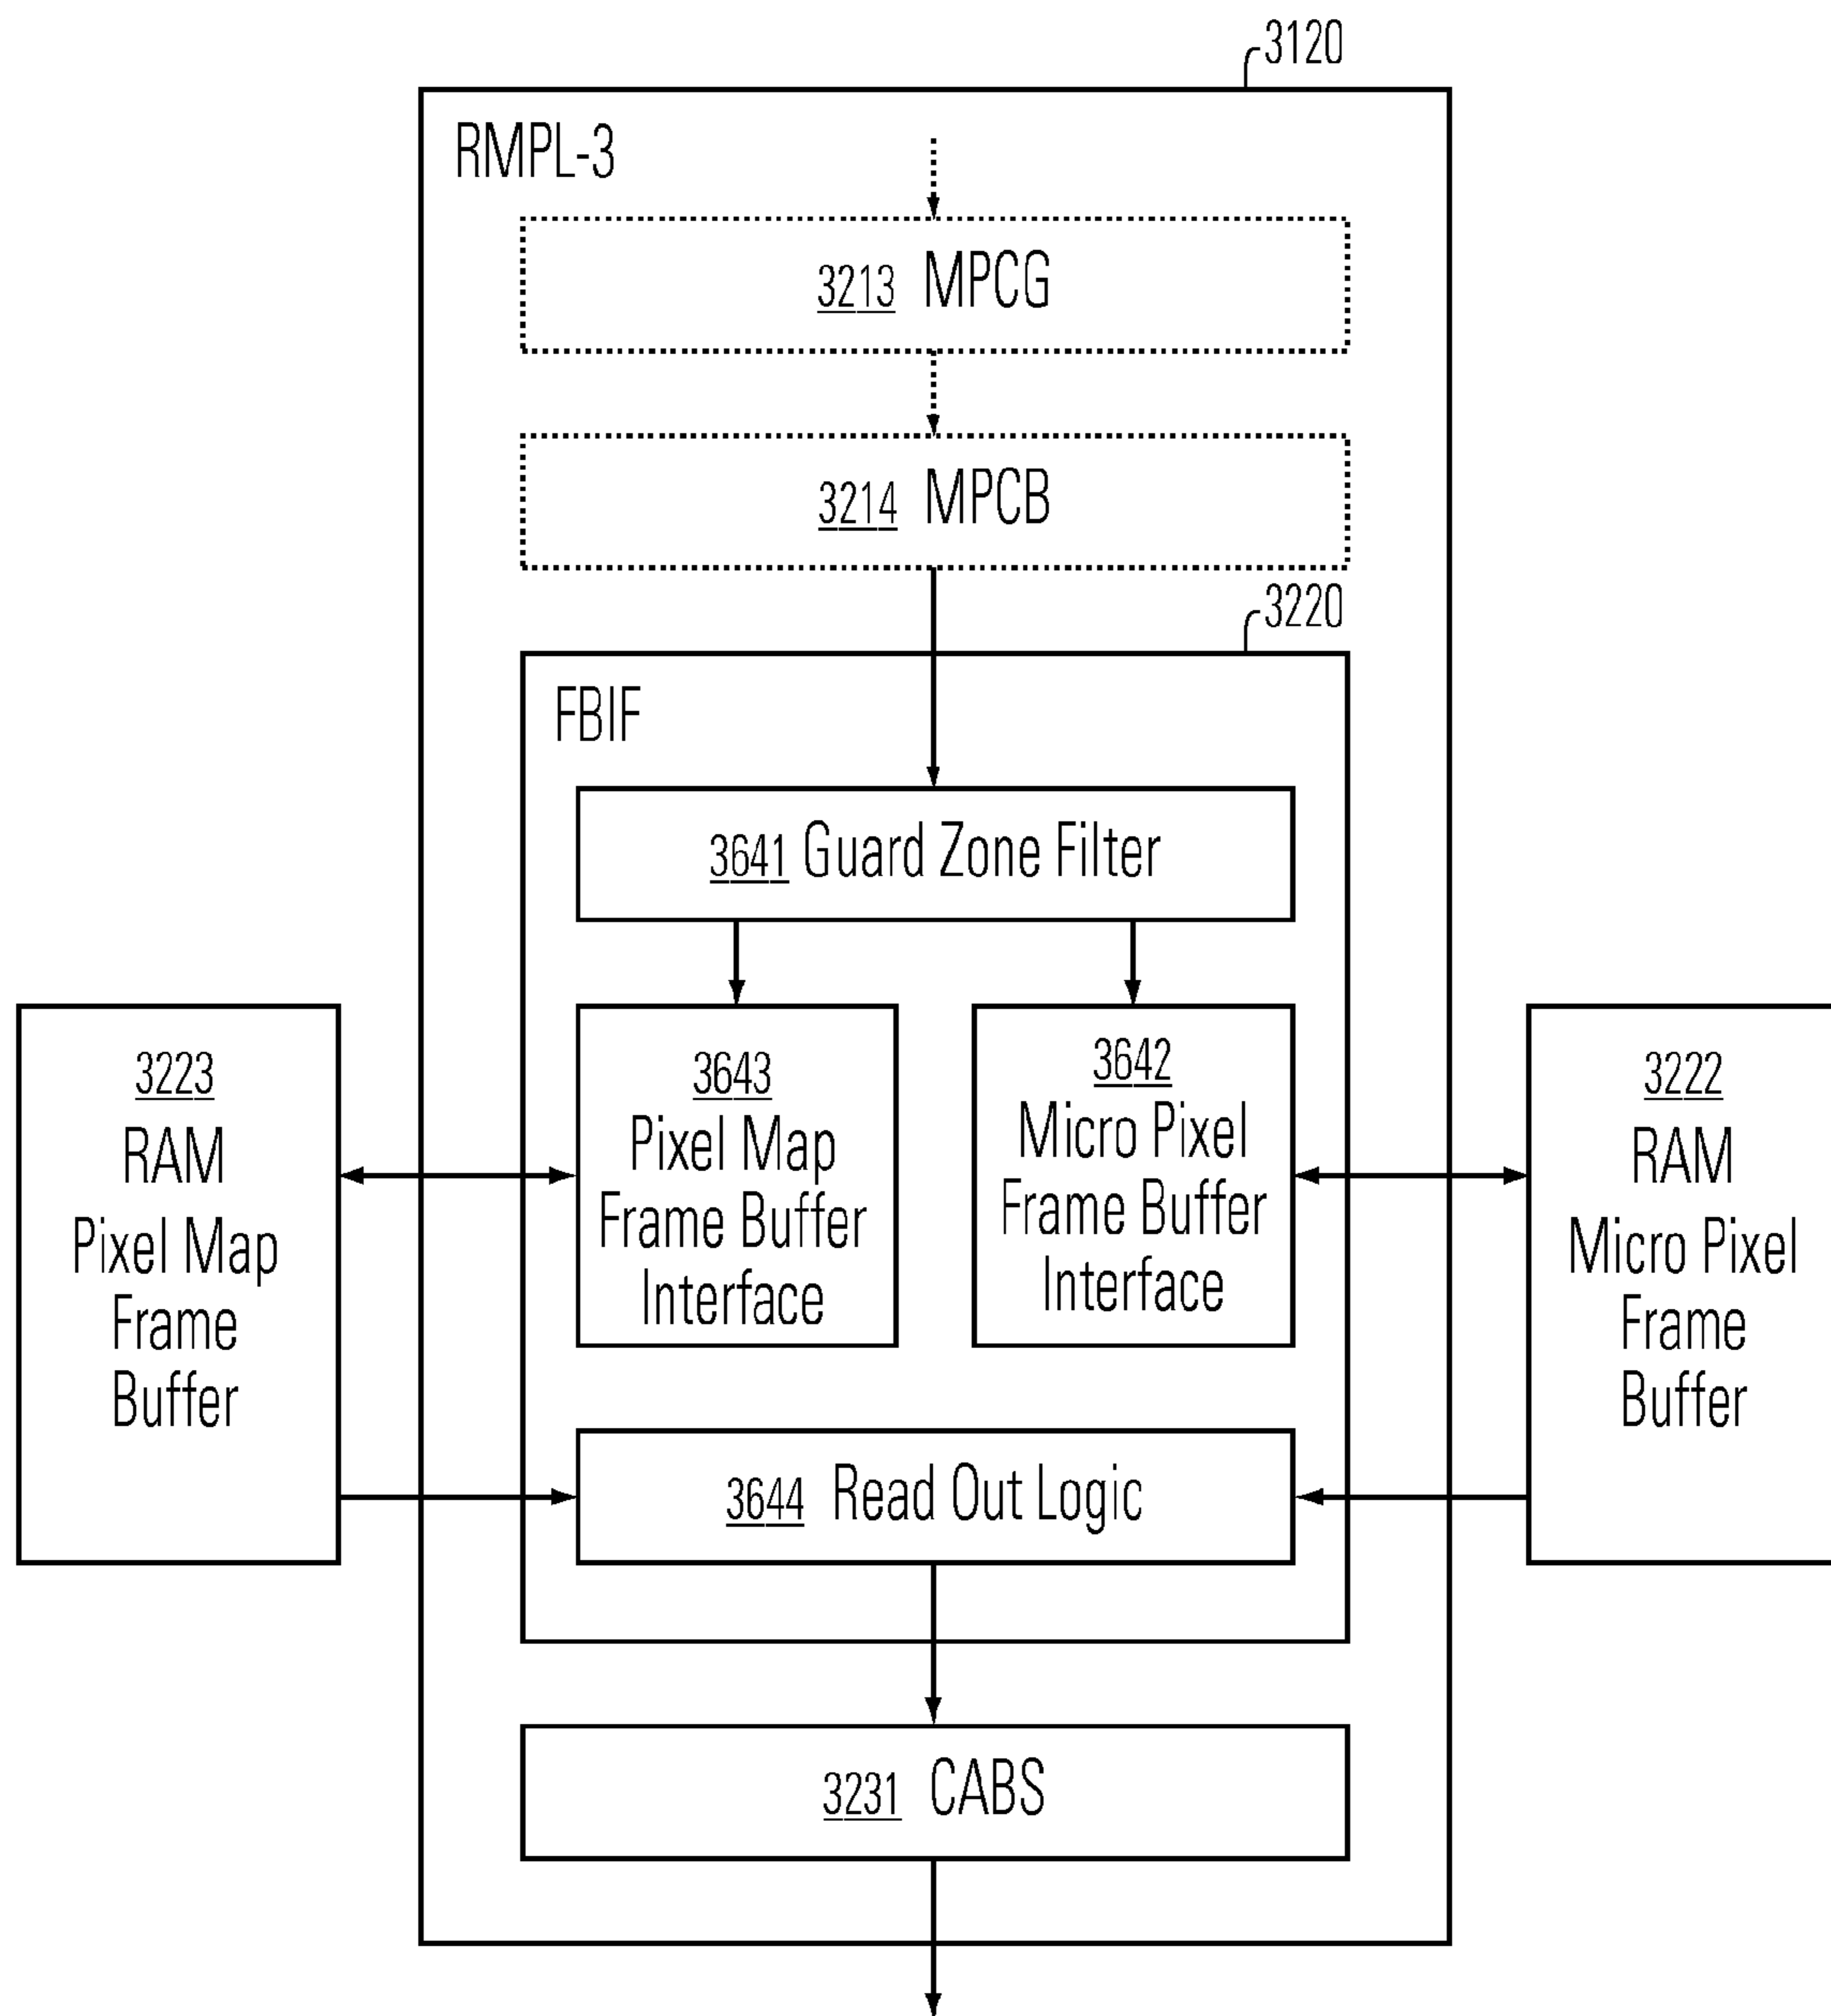 3120
RMPL-3
3213 MPCG
3214 MPCB
3220
FBIF
3641 Guard Zone Filter
3223
RAM
Pixel Map
Frame
Buffer
3643
Pixel Map
Frame Buffer
Interface
3642
Micro Pixel
Frame Buffer
Interface
3222
RAM
Micro Pixel
Frame
Buffer
3644 Read Out Logic
3231 CABS